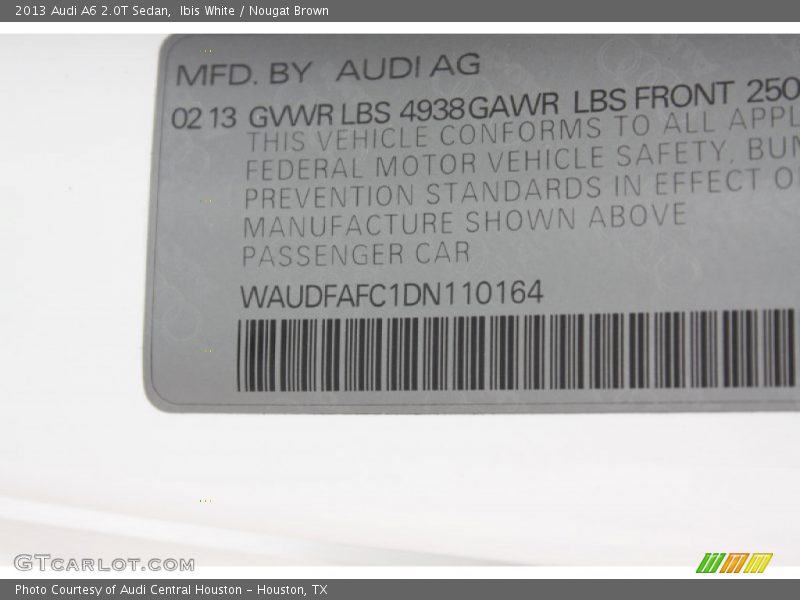 2013 Audi A6 2.0T Sedan, Ibis White / Nougat Brown
MFD. BY AUDI AG
02 13 GVWR LBS 4938 GAWR LBS FRONT 250
THIS VEHICLE CONFORMS TO ALL APPL
FEDERAL MOTOR VEHICLE SAFETY, BUM
PREVENTION STANDARDS IN EFFECT O
MANUFACTURE SHOWN ABOVE
PASSENGER CAR
WAUDFAFC1DN110164
GTCARLOT.COM
Photo Courtesy of Audi Central Houston - Houston, TX